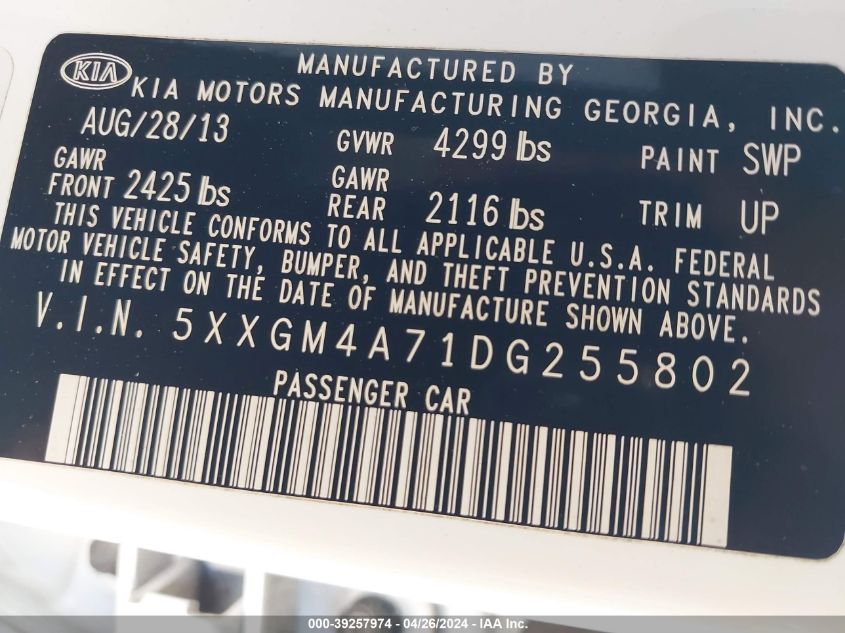 MANUFACTURED BY
KIA KIA MOTORS MANUFACTURING GEORGIA, INC.
AUG/28/13 GVWR 4299 lbs PAINT SWP
GAWR FRONT 2425 lbs GAWR REAR 2116 lbs TRIM UP
THIS VEHICLE CONFORMS TO ALL APPLICABLE U.S.A. FEDERAL
MOTOR VEHICLE SAFETY, BUMPER, AND THEFT PREVENTION STANDARDS
IN EFFECT ON THE DATE OF MANUFACTURE SHOWN ABOVE.
V.I.N. 5XXGM4A71DG255802
PASSENGER CAR
000-39257974 - 04/26/2024 - IAA Inc.